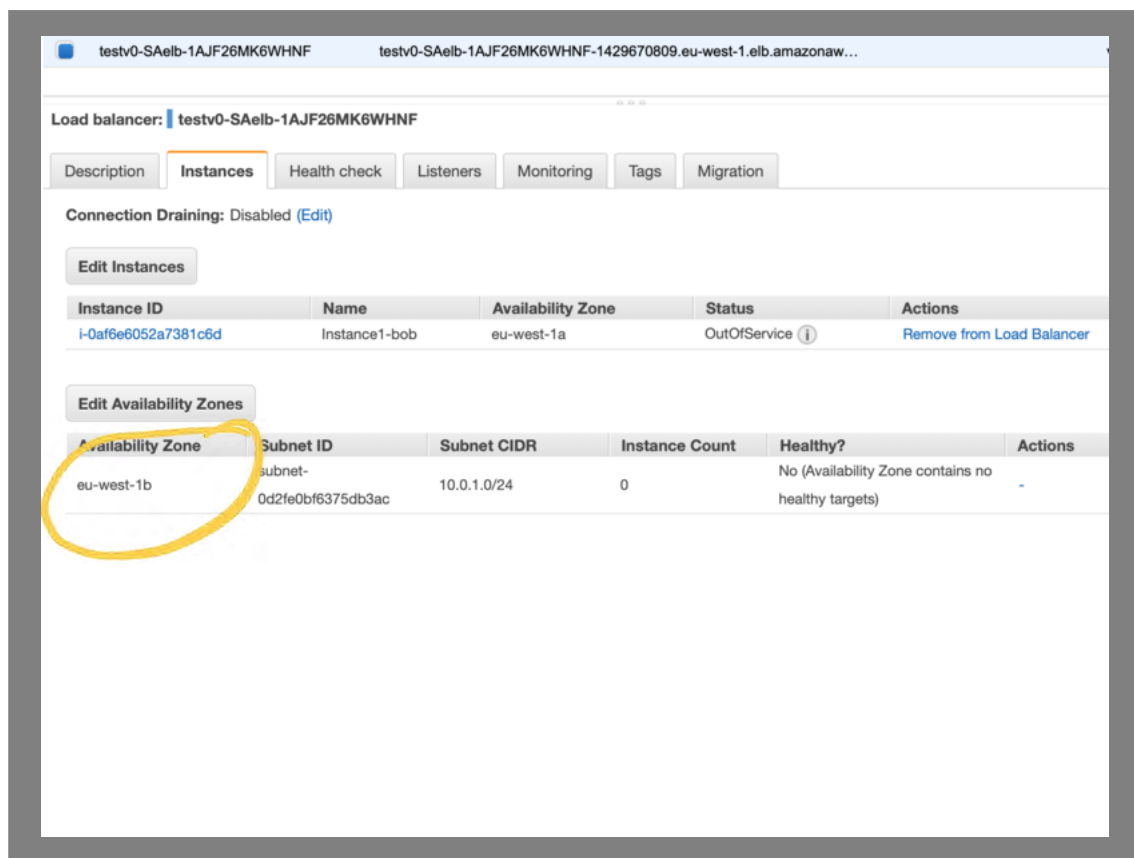 testv0-SAelb-1AJF26MK6WHNF testv0-SAelb-1AJF26MK6WHNF-1429670809.eu-west-1.elb.amazonaw...
Load balancer: testv0-SAelb-1AJF26MK6WHNF
Description Instances Health check Listeners Monitoring Tags Migration
Connection Draining: Disabled (Edit)
Edit Instances
Instance ID Name Availability Zone Status Actions
i-0af6e6052a7381c6d Instance1-bob eu-west-1a OutOfService i Remove from Load Balancer
Edit Availability Zones
Availability Zone Subnet ID Subnet CIDR Instance Count Healthy? Actions
eu-west-1b subnet-0d2fe0bf6375db3ac 10.0.1.0/24 0 No (Availability Zone contains no healthy targets) -